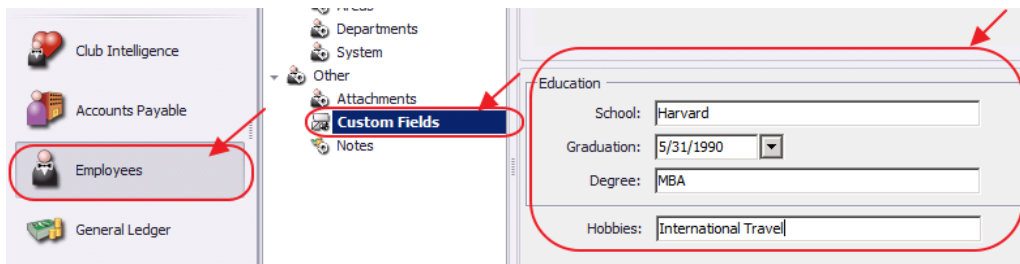 Club Intelligence
Accounts Payable
Employees
General Ledger
Areas
Departments
System
Other
Attachments
Custom Fields
Notes
Education
School: Harvard
Graduation: 5/31/1990
Degree: MBA
Hobbies: International Travel